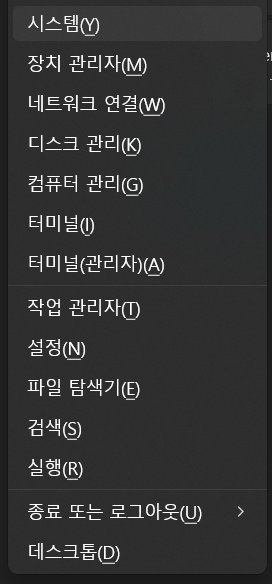 시스템(Y)
장치 관리자(M)
네트워크 연결(W)
디스크 관리(K)
컴퓨터 관리(G)
터미널(I)
터미널(관리자)(A)
작업 관리자(T)
설정(N)
파일 탐색기(E)
검색(S)
실행(R)
종료 또는 로그아웃(U)
데스크톱(D)